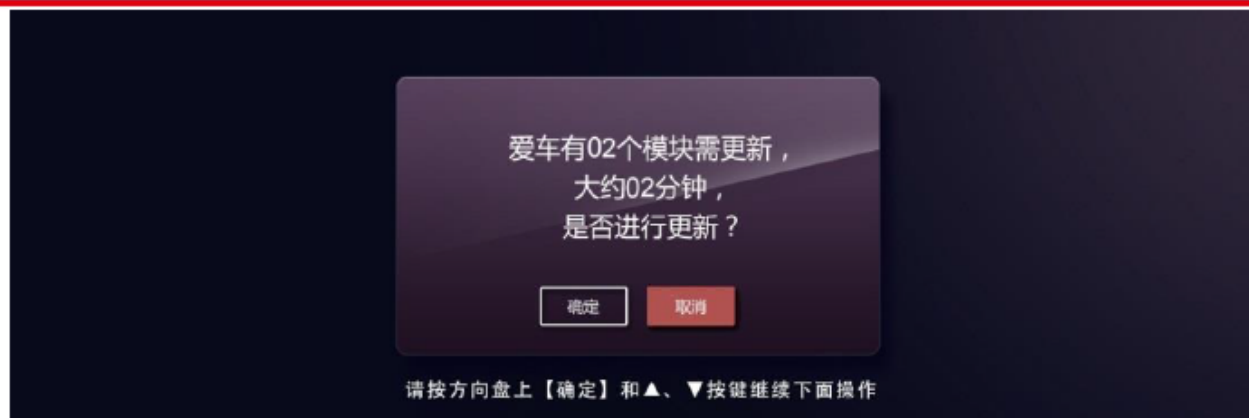 爱车有02个模块需更新，
大约02分钟，
是否进行更新？
确定
取消
请按方向盘上【确定】和▲、▼按键继续下面操作